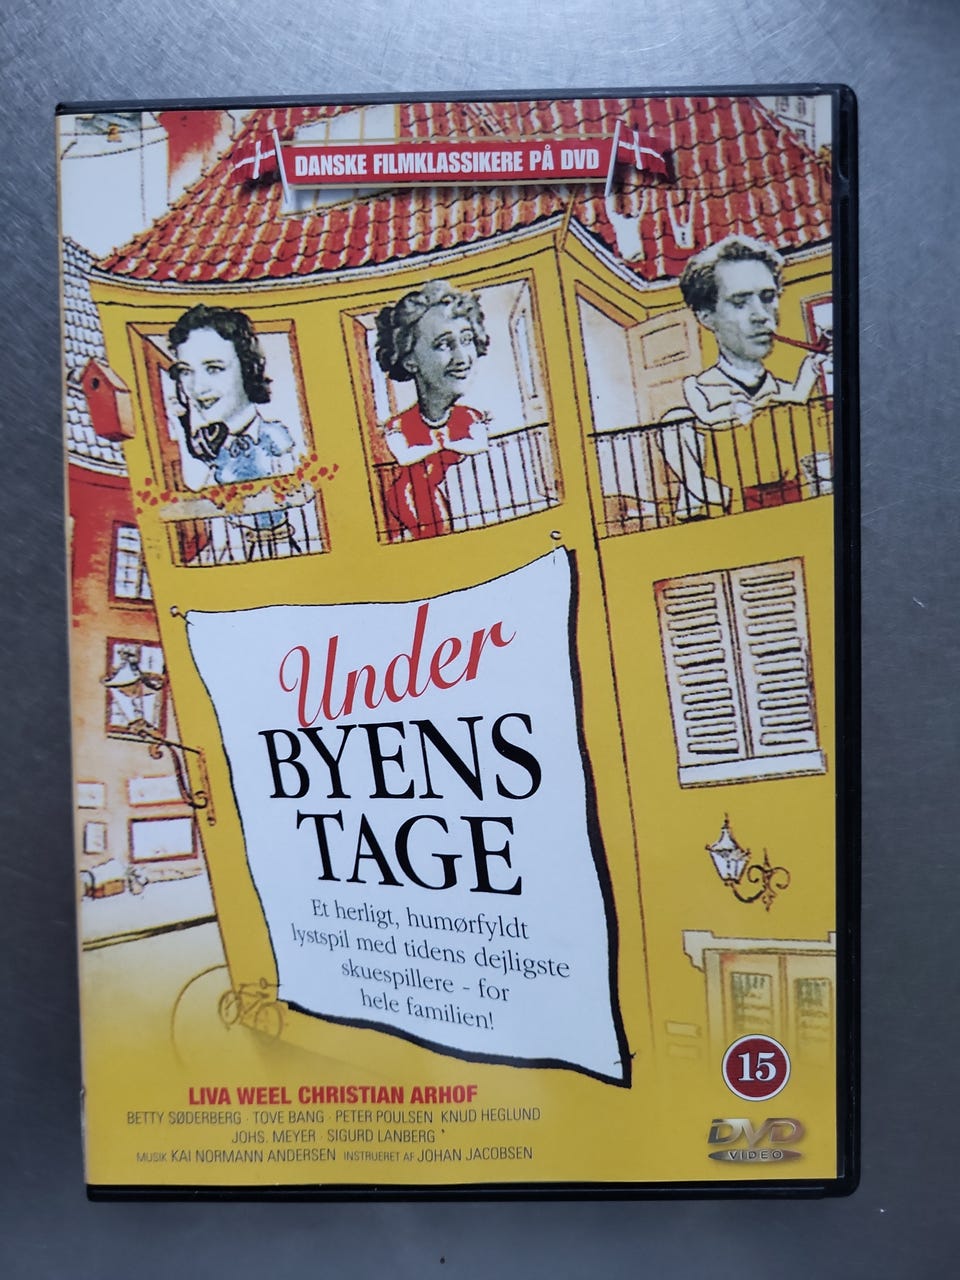 DANSKE FILMKLASSIKERE PÅ DVD
Under
BYENS
TAGE
Et herligt, humørfyldt
lystspil med tidens dejligste
skuespillere - for
hele familien!
15
LIVA WEEL CHRISTIAN ARHOF
BETTY SØDERBERG · TOVE BANG · PETER POULSEN KNUD HEGLUND
JOHS. MEYER · SIGURD LANBERG
MUSIK KAI NORMANN ANDERSEN INSTRUERET AF JOHAN JACOBSEN
DVD
VIDEO